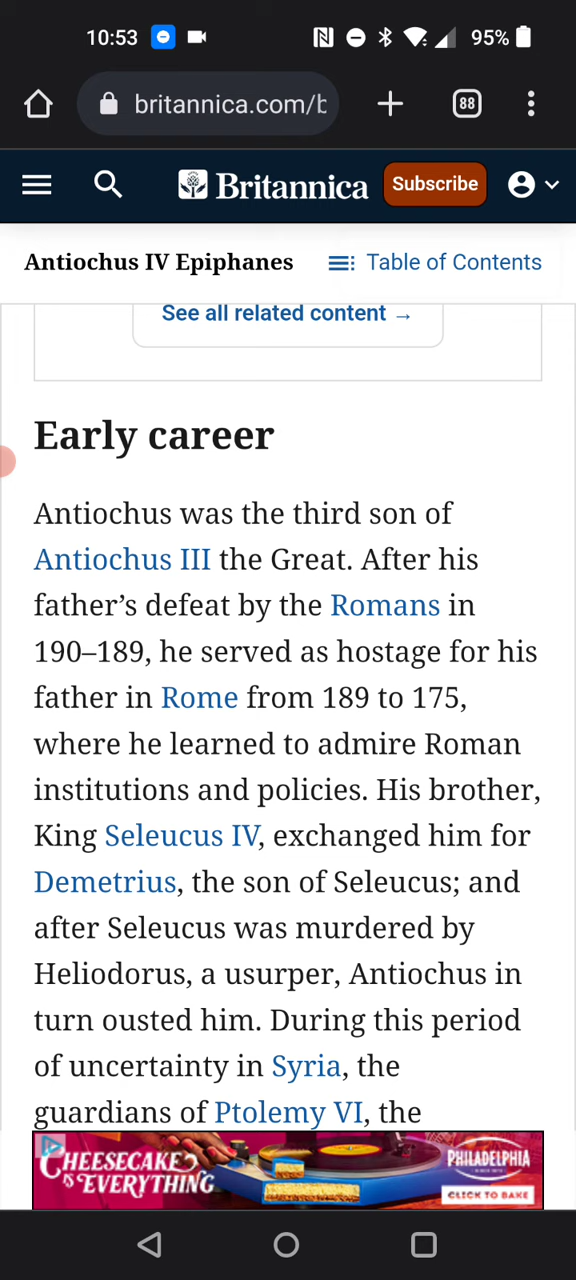 10:53
95%
britannica.com/b
88
Britannica
Subscribe
Antiochus IV Epiphanes
Table of Contents
See all related content →
Early career
Antiochus was the third son of
Antiochus III the Great. After his
father’s defeat by the Romans in
190–189, he served as hostage for his
father in Rome from 189 to 175,
where he learned to admire Roman
institutions and policies. His brother,
King Seleucus IV, exchanged him for
Demetrius, the son of Seleucus; and
after Seleucus was murdered by
Heliodorus, a usurper, Antiochus in
turn ousted him. During this period
of uncertainty in Syria, the
guardians of Ptolemy VI, the
CHEESECAKE
IS EVERYTHING
PHILADELPHIA
CLICK TO BAKE